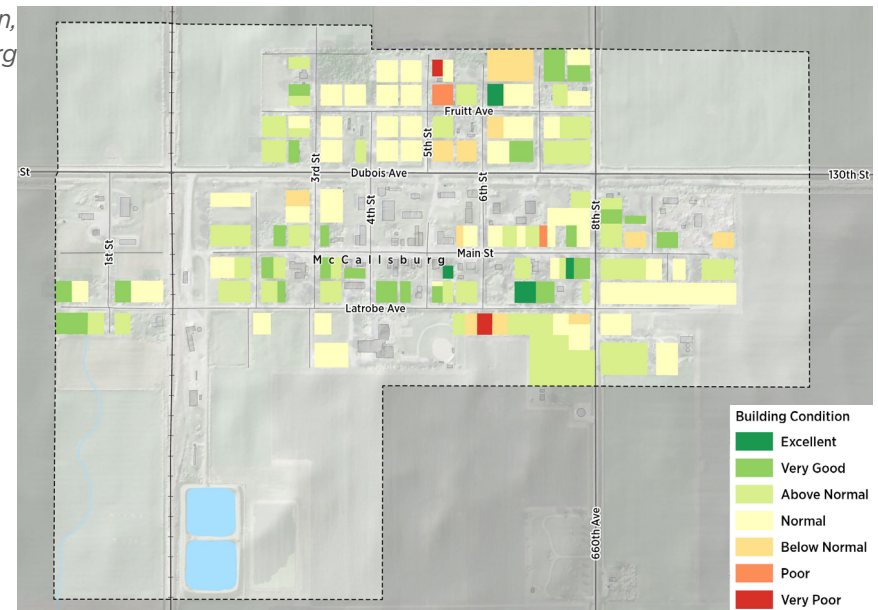 n,
rg
Fruitt Ave
5th St
3rd St
Dubois Ave
St
130th St
4th St
6th St
8th St
1st St
Main St
McCallsburg
Latrobe Ave
660th Ave
Building Condition
Excellent
Very Good
Above Normal
Normal
Below Normal
Poor
Very Poor